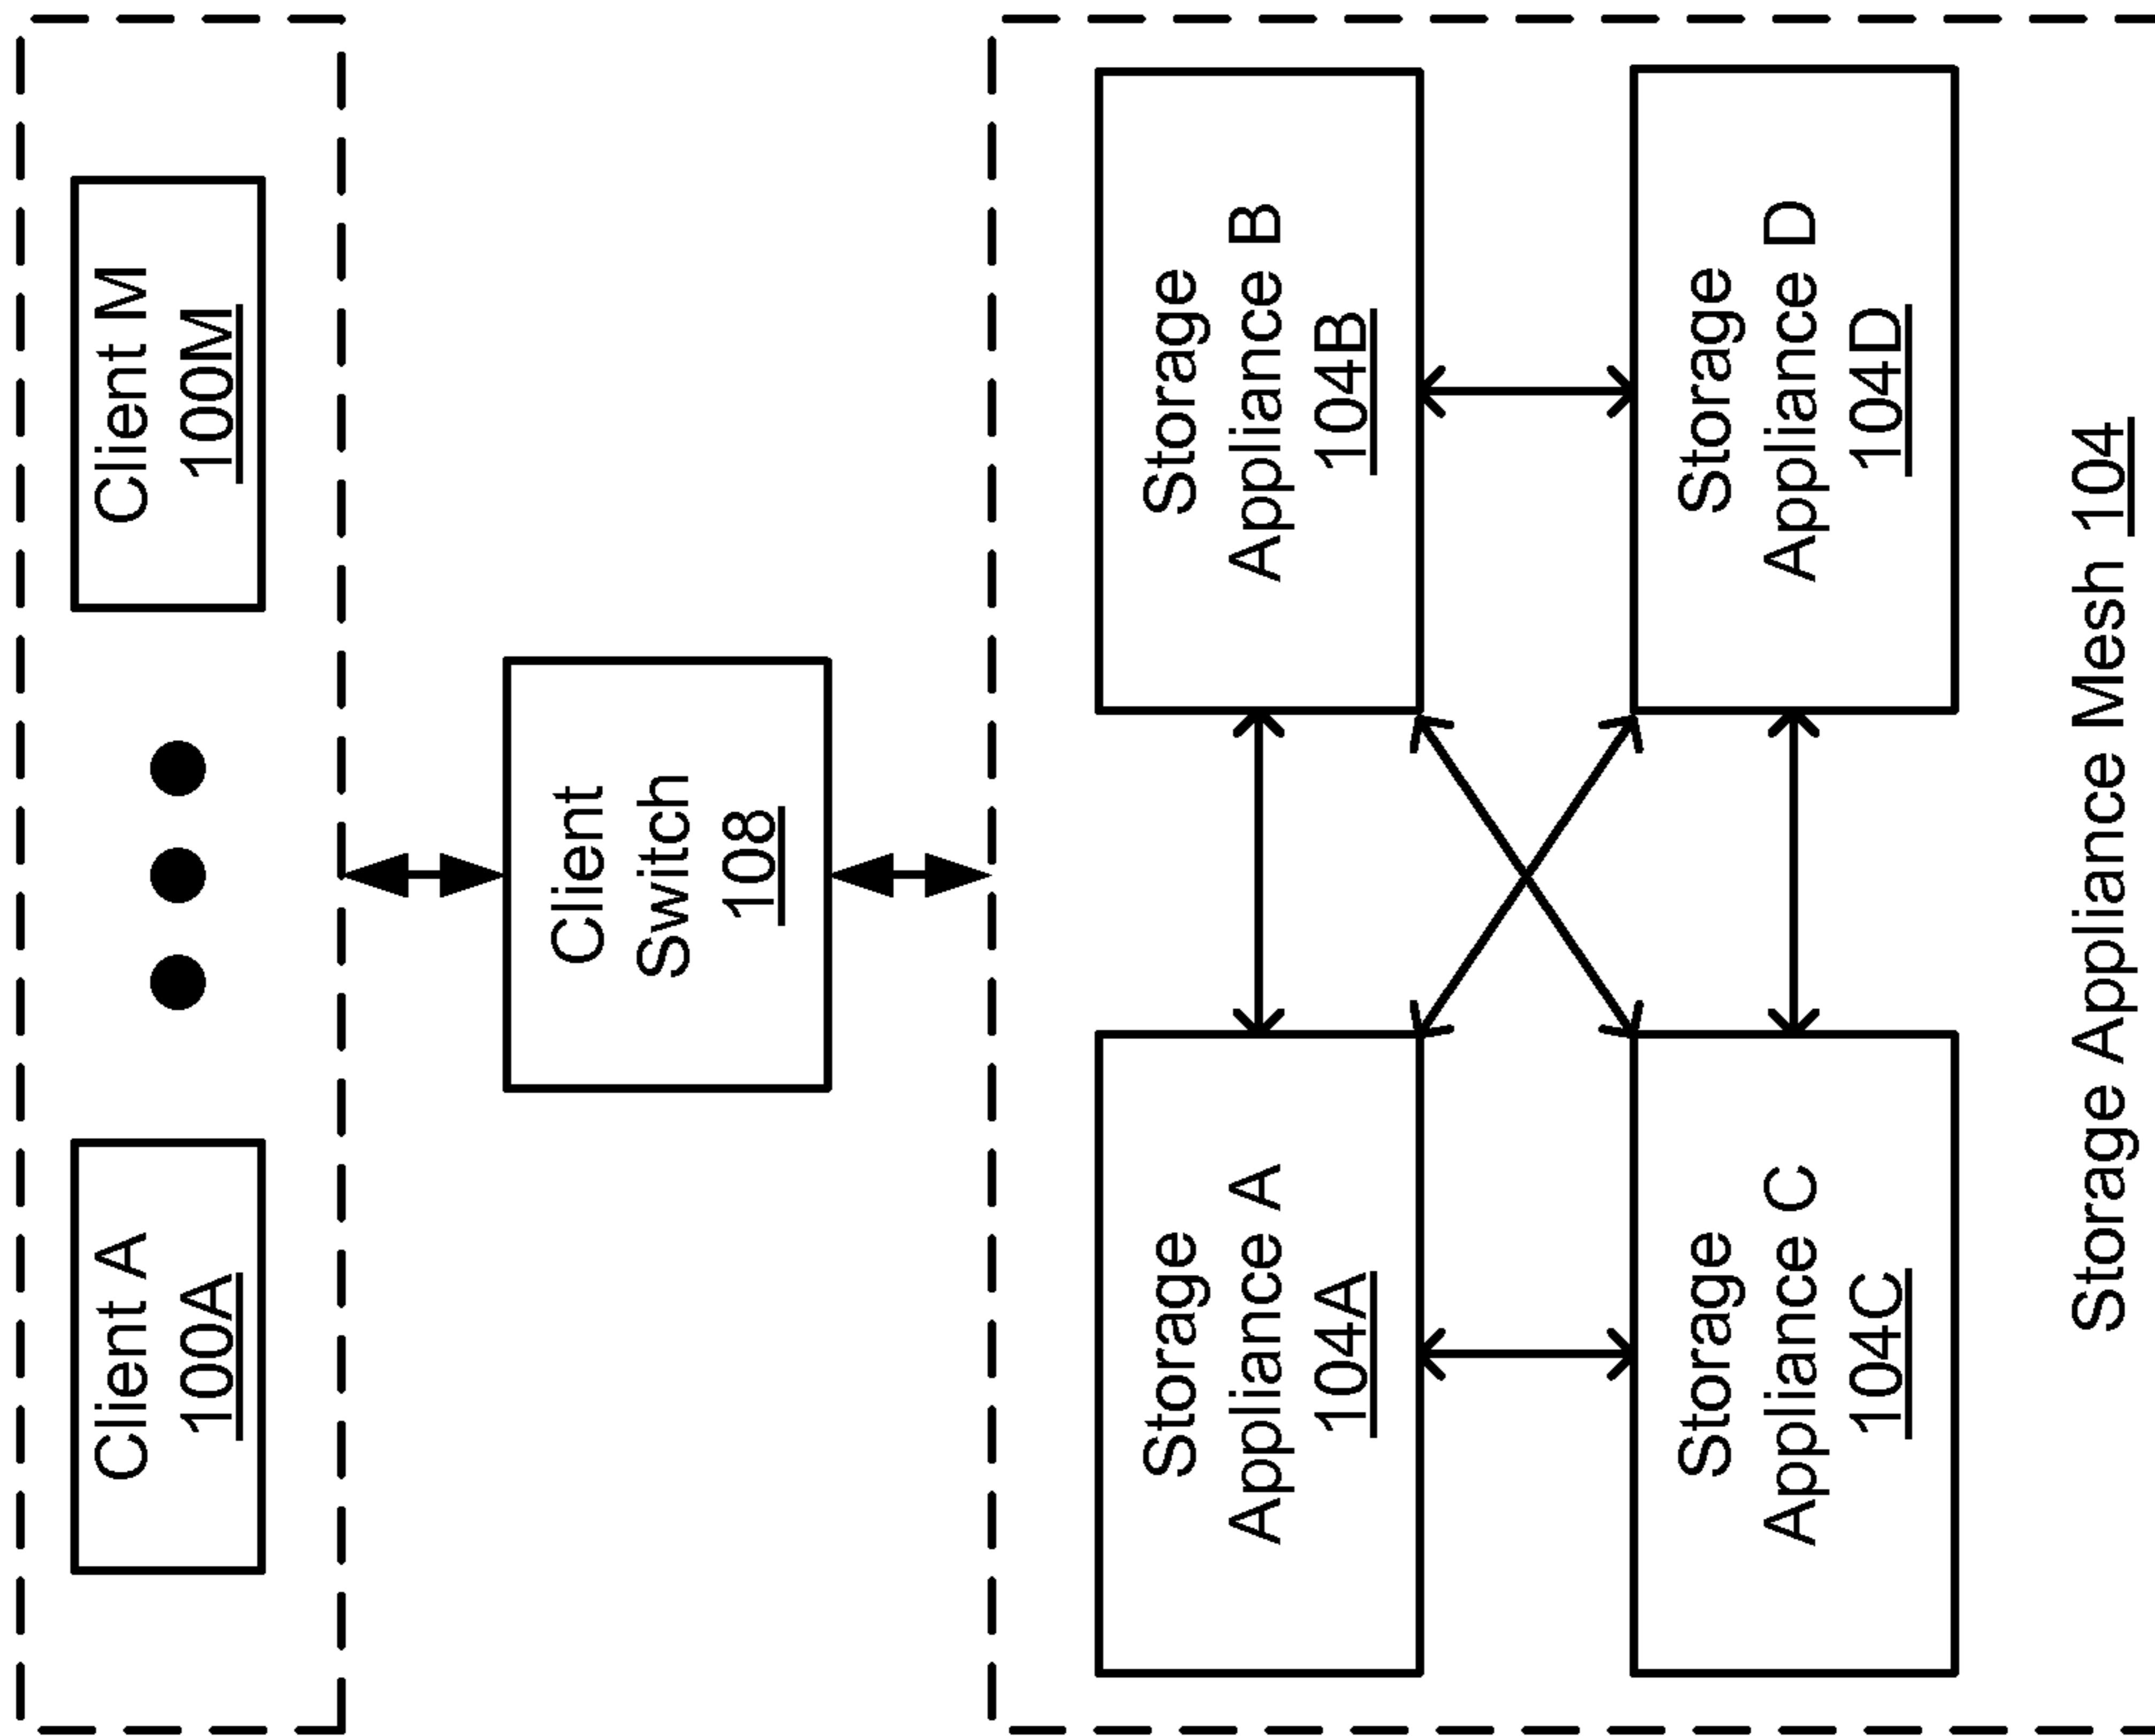 Client A
100A
Client M
100M
Client
Switch
108
Storage
Appliance A
104A
Storage
Appliance B
104B
Storage
Appliance C
104C
Storage
Appliance D
104D
Storage Appliance Mesh 104